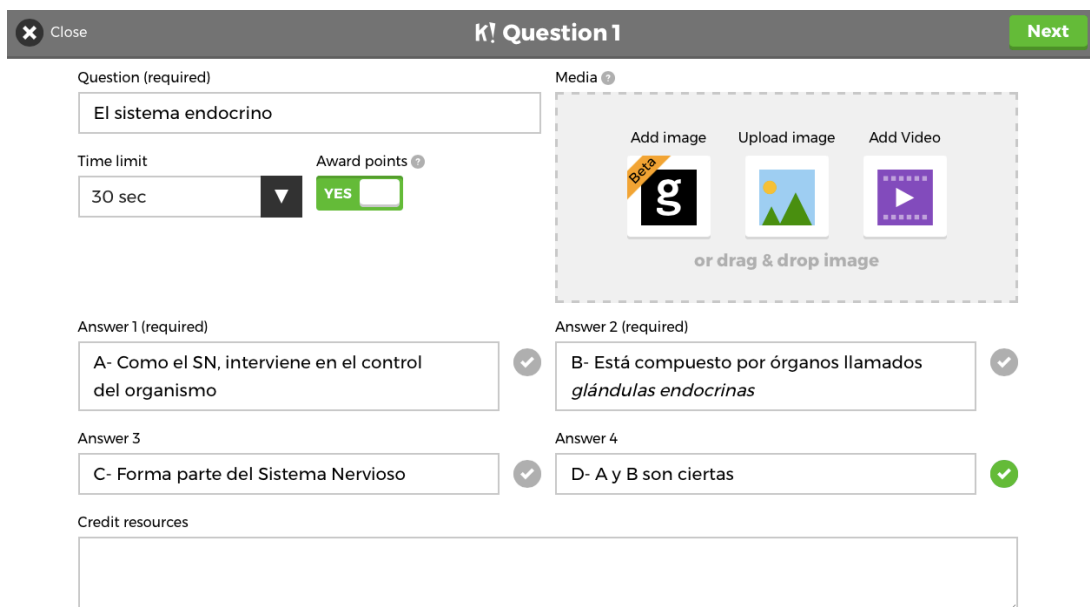 Close
K! Question 1
Next
Question (required)
El sistema endocrino
Time limit
Award points ?
30 sec
YES
Media ?
Add image
Upload image
Add Video
Beta
g
or drag & drop image
Answer 1 (required)
A- Como el SN, interviene en el control
del organismo
Answer 2 (required)
B- Está compuesto por órganos llamados
glándulas endocrinas
Answer 3
C- Forma parte del Sistema Nervioso
Answer 4
D- A y B son ciertas
Credit resources